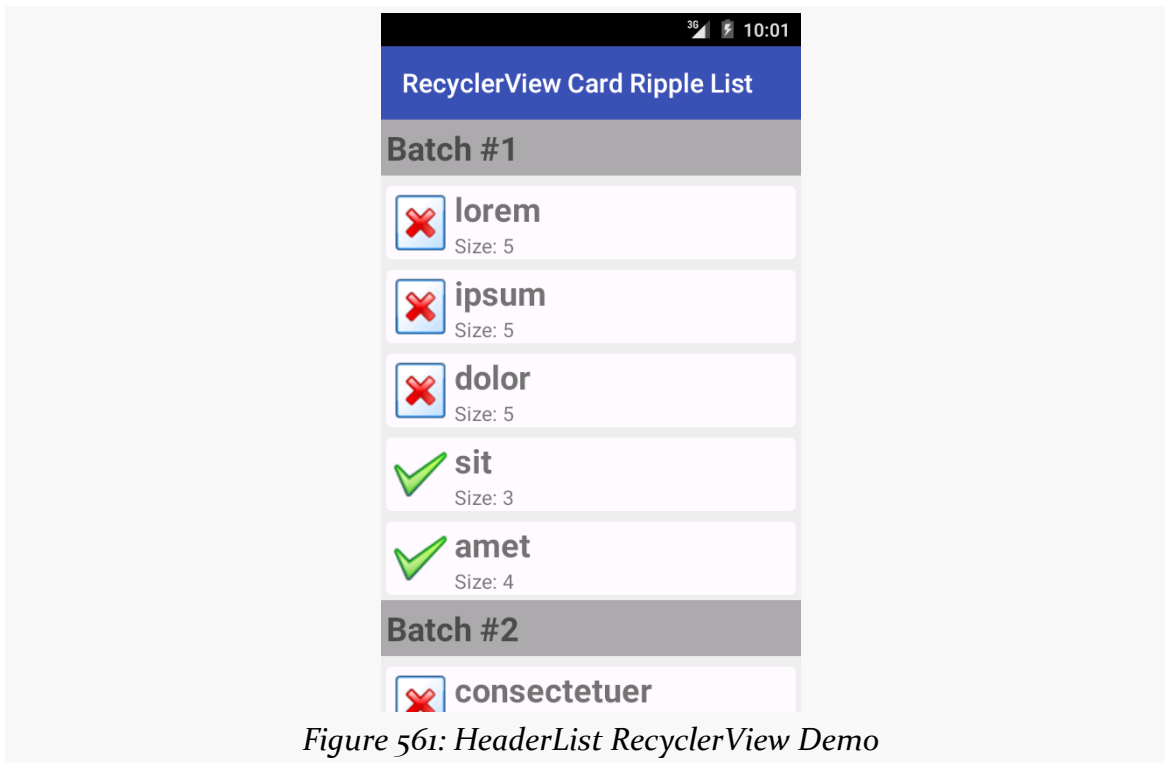 3G 10:01
RecyclerView Card Ripple List
Batch #1
lorem
Size: 5
ipsum
Size: 5
dolor
Size: 5
sit
Size: 3
amet
Size: 4
Batch #2
consectetuer
Figure 561: HeaderList RecyclerView Demo